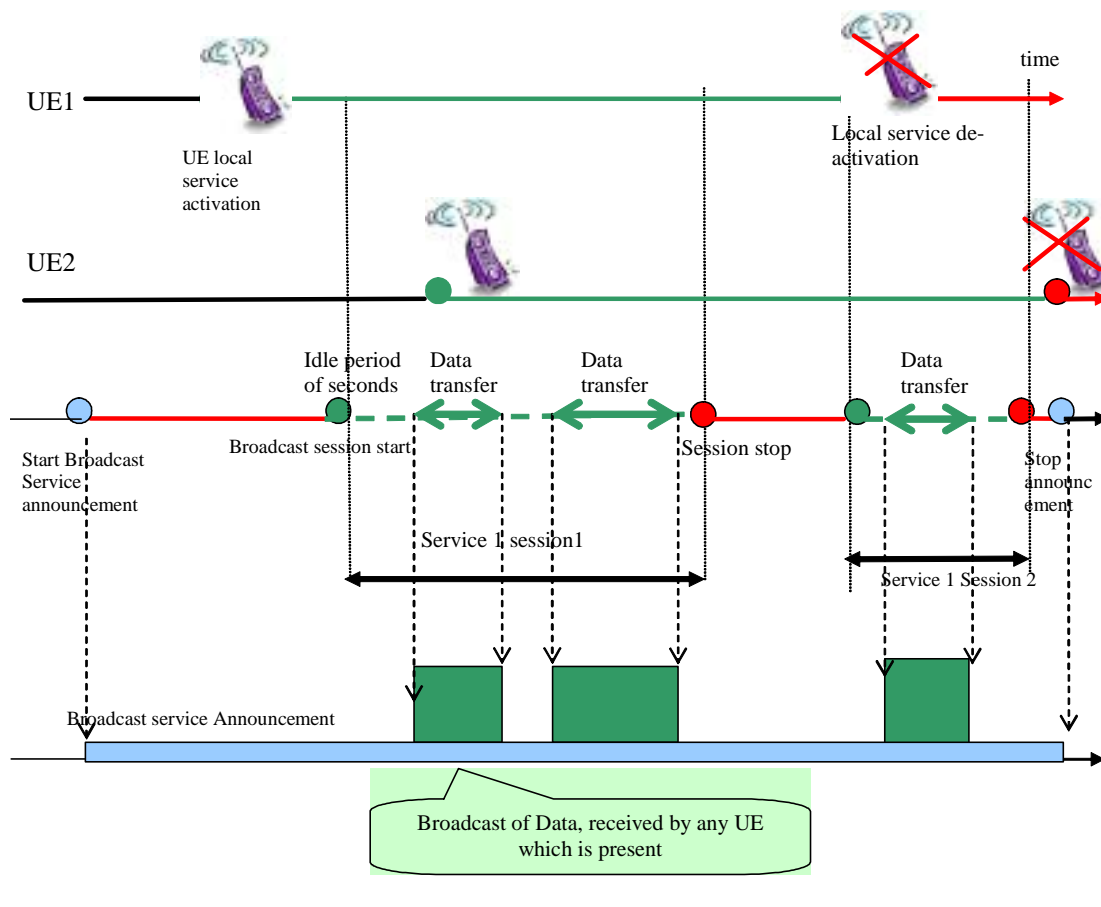 time
UE1
Local service de-
activation
UE local
service
activation
UE2
Idle period
of seconds
Data
transfer
Data
transfer
Data
transfer
Broadcast session start
Session stop
Start Broadcast
Service
announcement
Stop
announc
ement
Service 1 session1
Service 1 Session 2
Broadcast service Announcement
Broadcast of Data, received by any UE
which is present